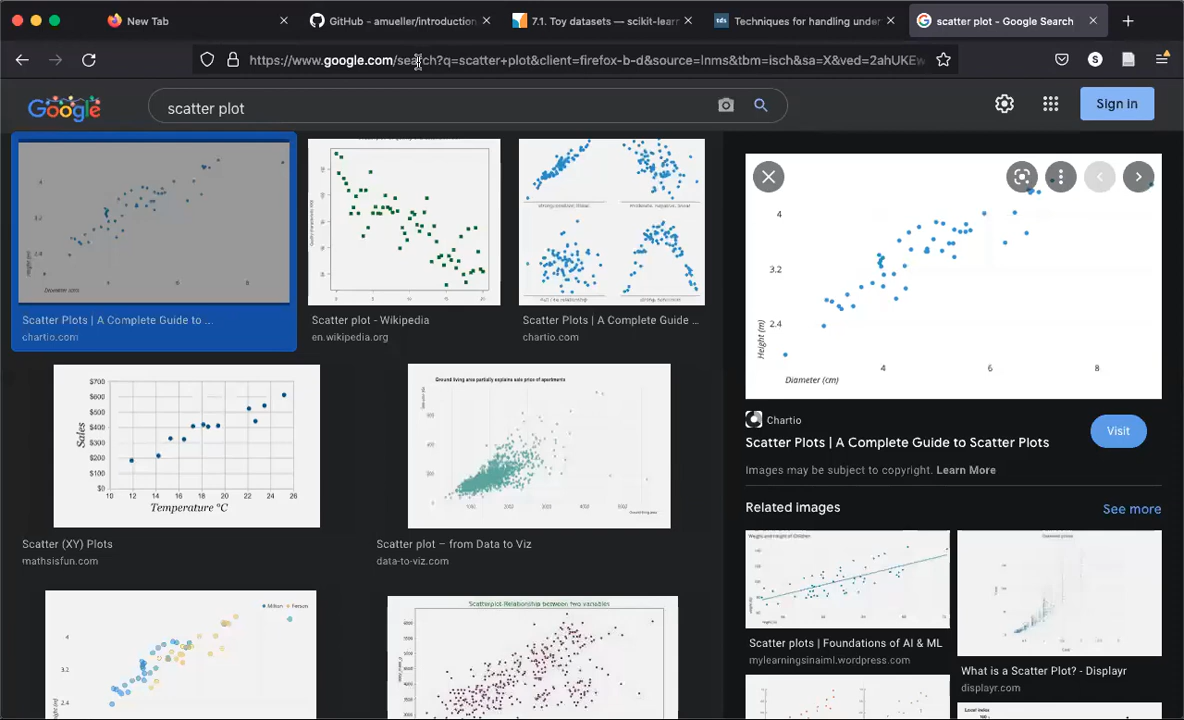 New Tab
GitHub - amueller/introduction
7.1. Toy datasets — scikit-learn
tds
Techniques for handling under
scatter plot - Google Search
https://www.google.com/search?q=scatter+plot&client=firefox-b-d&source=lnms&tbm=isch&sa=X&ved=2ahUKEw
S
Google
scatter plot
Sign in
Diameter (cm)
Scatter Plots | A Complete Guide to ...
chartio.com
Scatter plot - Wikipedia
en.wikipedia.org
Scatter Plots | A Complete Guide ...
chartio.com
4
3.2
2.4
Height (m)
4
6
8
Diameter (cm)
Chartio
Scatter Plots | A Complete Guide to Scatter Plots
Visit
Images may be subject to copyright. Learn More
Related images
See more
$700
$600
$500
$400
$300
$200
$100
$0
Sales
10 12 14 16 18 20 22 24 26
Temperature °C
Scatter (XY) Plots
mathsisfun.com
Ground living area partially explains sale price of apartments
Scatter plot – from Data to Viz
data-to-viz.com
Scatter plots | Foundations of AI & ML
mylearningsinaiml.wordpress.com
What is a Scatter Plot? - Displayr
displayr.com
Scatterplot-Relationship between two variables
Local index